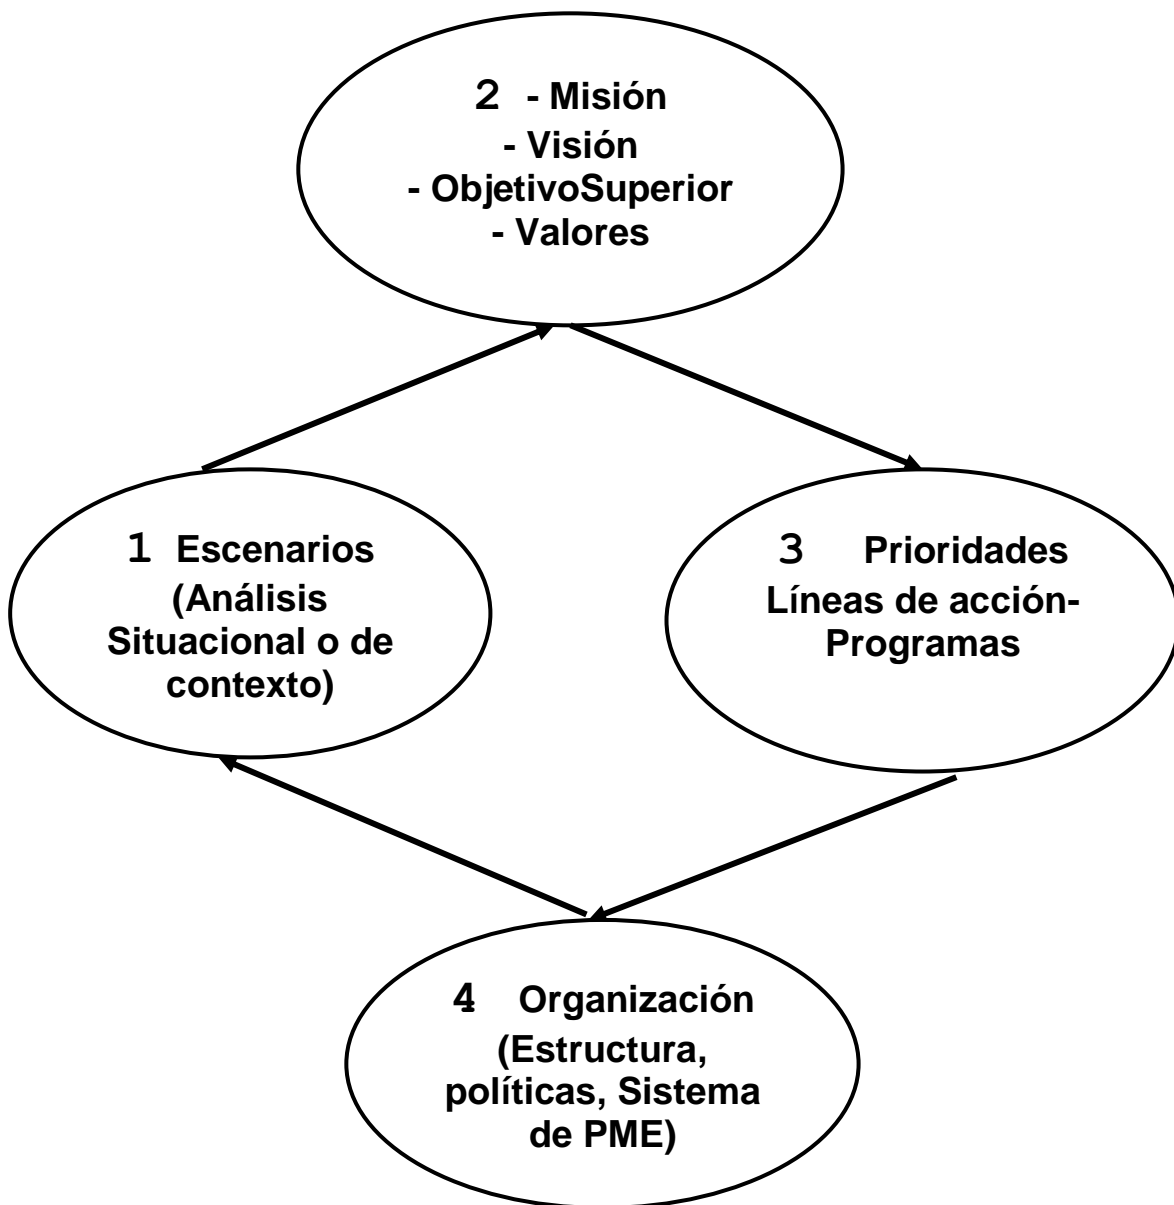 2 - Misión
- Visión
- ObjetivoSuperior
- Valores
1 Escenarios
(Análisis
Situacional o de
contexto)
3 Prioridades
Líneas de acción-
Programas
4 Organización
(Estructura,
políticas, Sistema
de PME)